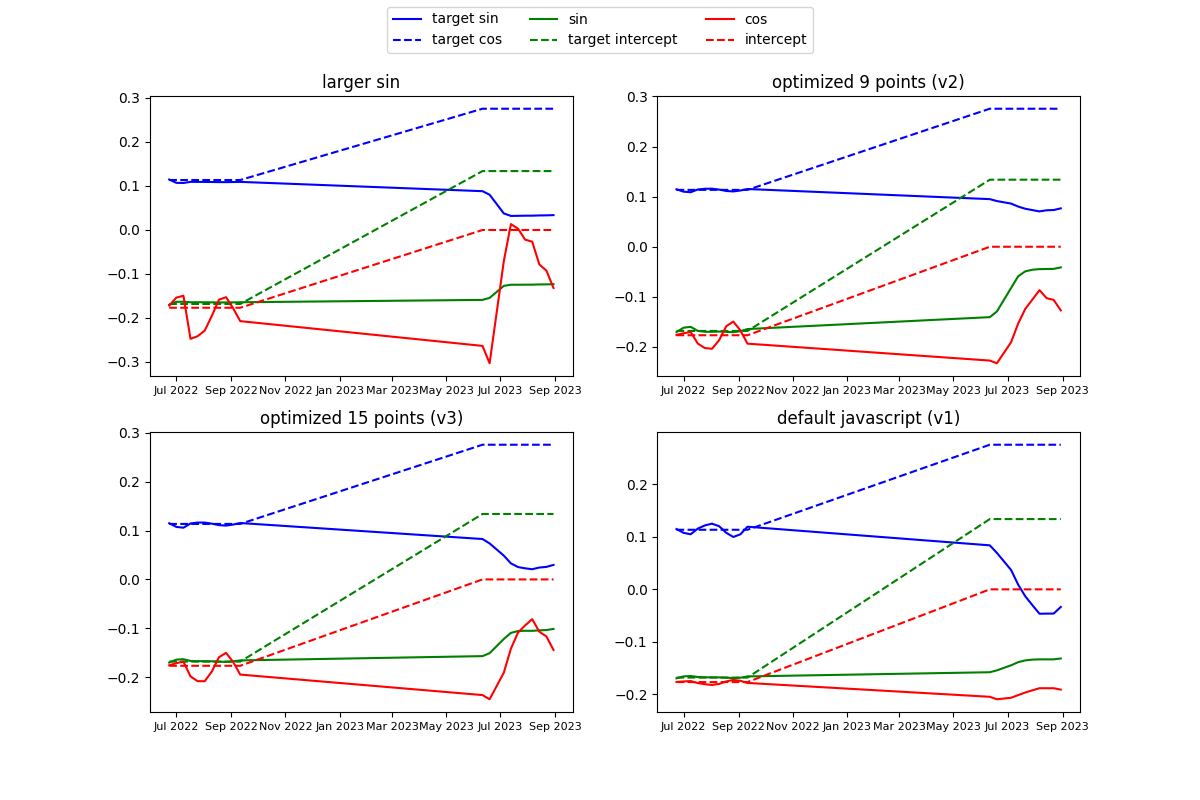 target sin sin cos
target cos target intercept intercept
larger sin
0.3
0.2
0.1
0.0
−0.1
−0.2
−0.3
Jul 2022 Sep 2022 Nov 2022 Jan 2023 Mar 2023 May 2023 Jul 2023 Sep 2023
optimized 9 points (v2)
0.3
0.2
0.1
0.0
−0.1
−0.2
Jul 2022 Sep 2022 Nov 2022 Jan 2023 Mar 2023 May 2023 Jul 2023 Sep 2023
optimized 15 points (v3)
0.3
0.2
0.1
0.0
−0.1
−0.2
Jul 2022 Sep 2022 Nov 2022 Jan 2023 Mar 2023 May 2023 Jul 2023 Sep 2023
default javascript (v1)
0.2
0.1
0.0
−0.1
−0.2
Jul 2022 Sep 2022 Nov 2022 Jan 2023 Mar 2023 May 2023 Jul 2023 Sep 2023